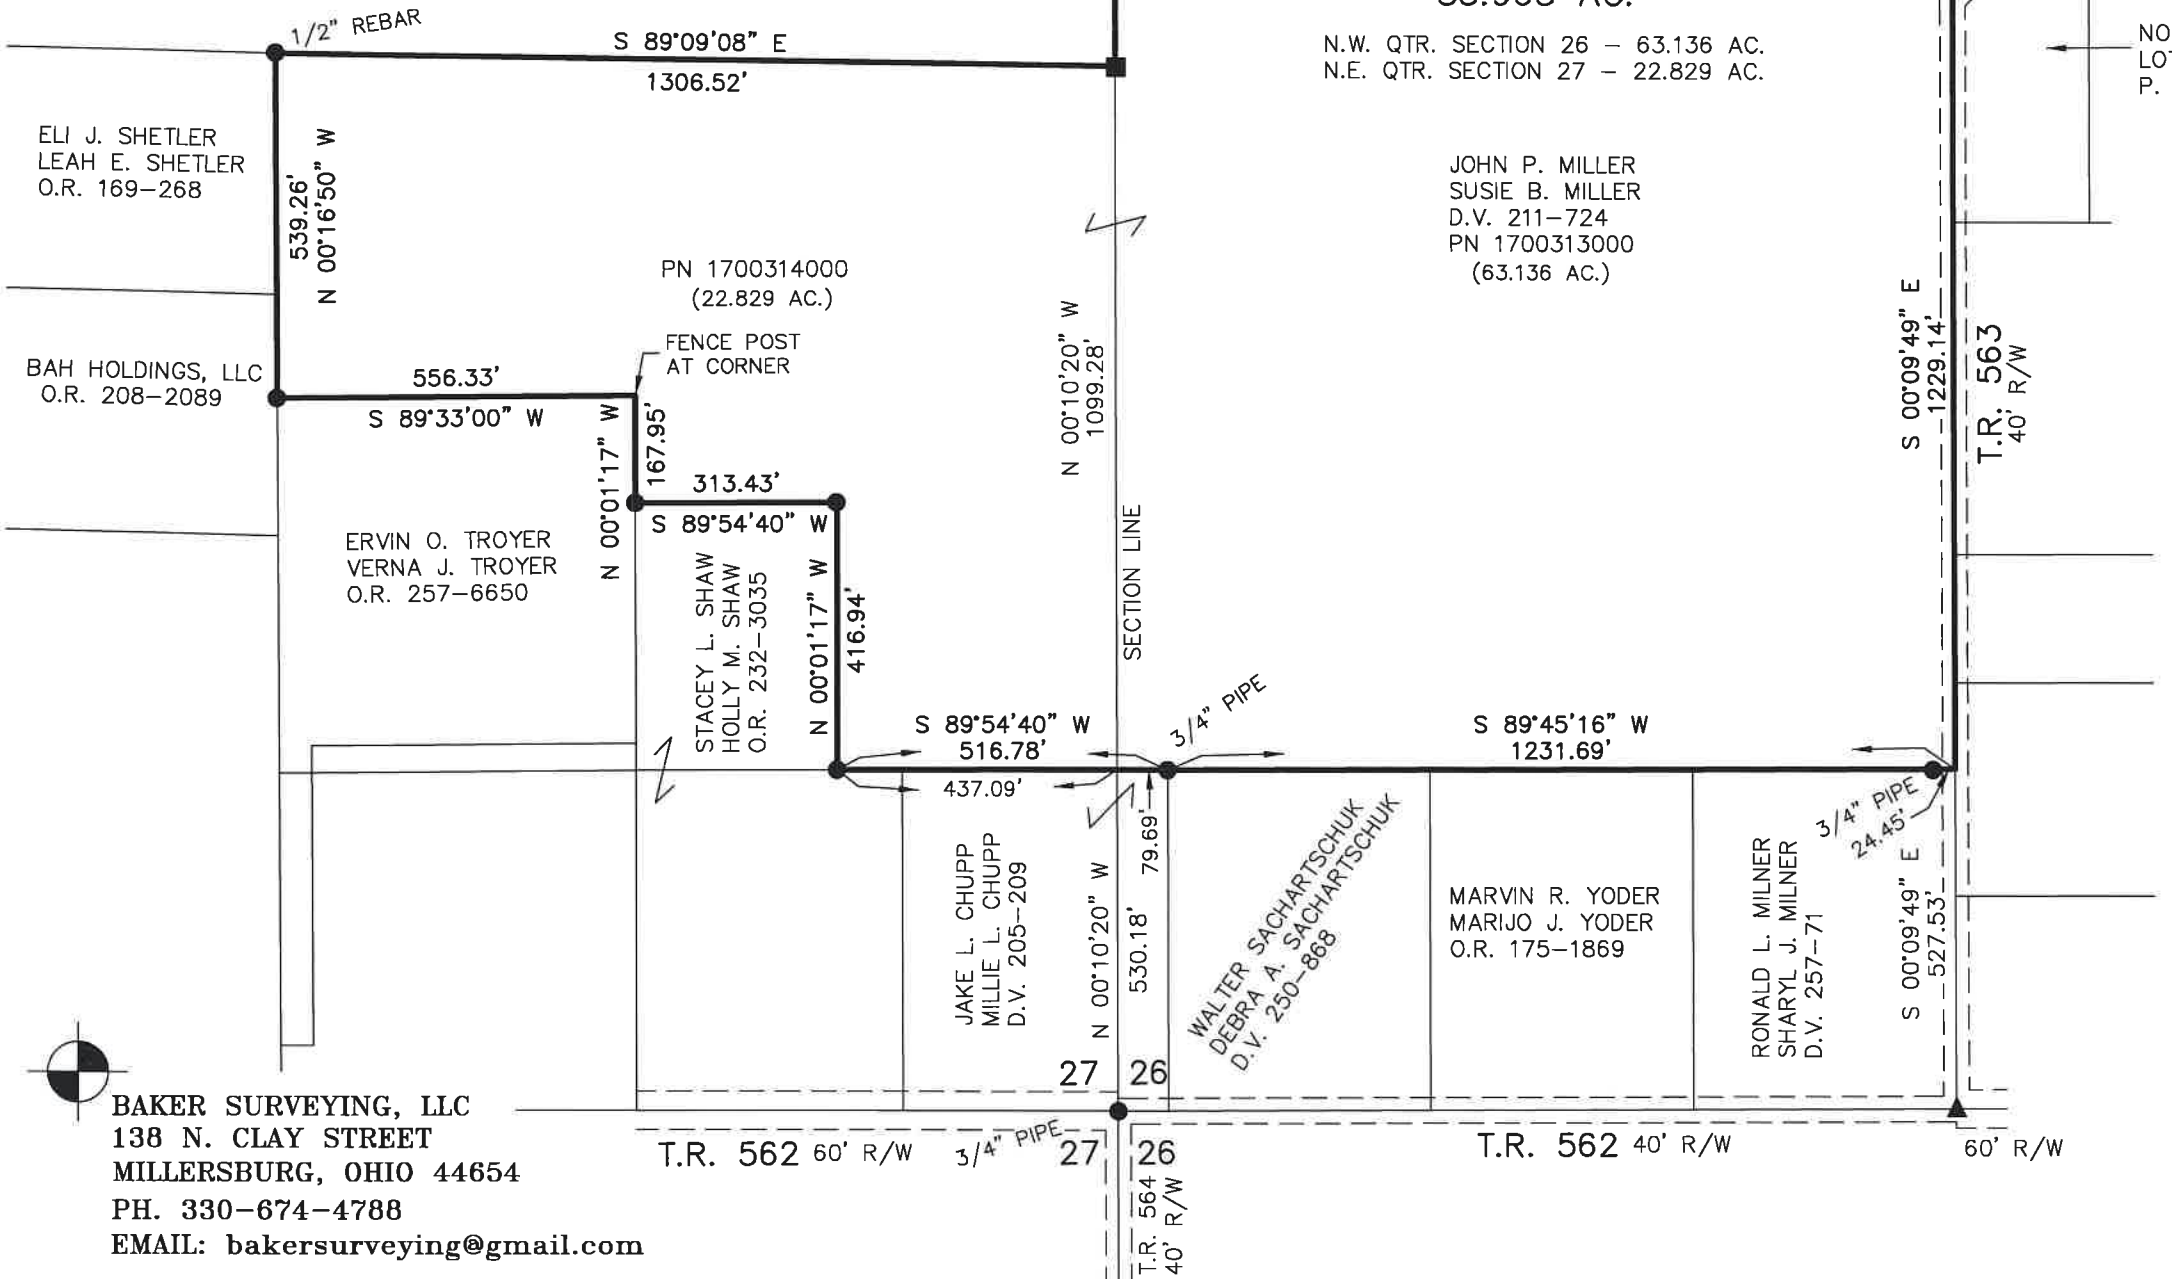 1/2" REBAR
S 89°09'08" E
1306.52'
N.W. QTR. SECTION 26 – 63.136 AC.
N.E. QTR. SECTION 27 – 22.829 AC.
NO
LOT
P.
ELI J. SHETLER
LEAH E. SHETLER
O.R. 169–268
539.26'
N 00°16'50" W
JOHN P. MILLER
SUSIE B. MILLER
D.V. 211–724
PN 1700313000
(63.136 AC.)
PN 1700314000
(22.829 AC.)
FENCE POST
AT CORNER
N 00°10'20" W
1099.28'
S 00°09'49" E
1229.14'
T.R. 563
40' R/W
BAH HOLDINGS, LLC
O.R. 208–2089
556.33'
S 89°33'00" W
N 00°01'17" W
167.95'
313.43'
S 89°54'40" W
ERVIN O. TROYER
VERNA J. TROYER
O.R. 257–6650
STACEY L. SHAW
HOLLY M. SHAW
O.R. 232–3035
N 00°01'17" W
416.94'
SECTION LINE
S 89°54'40" W
516.78'
437.09'
3/4" PIPE
S 89°45'16" W
1231.69'
3/4" PIPE
24.45'
79.69'
JAKE L. CHUPP
MILLIE L. CHUPP
D.V. 205–209
N 00°10'20" W
530.18'
WALTER SACHARTSCHUK
DEBRA A. SACHARTSCHUK
D.V. 250–868
MARVIN R. YODER
MARIJO J. YODER
O.R. 175–1869
RONALD L. MILNER
SHARYL J. MILNER
D.V. 257–71
S 00°09'49" E
527.53'
27 26
BAKER SURVEYING, LLC
138 N. CLAY STREET
MILLERSBURG, OHIO 44654
PH. 330–674–4788
EMAIL: bakersurveying@gmail.com
T.R. 562 60' R/W
3/4" PIPE
27 26
T.R. 564
40' R/W
T.R. 562 40' R/W
60' R/W